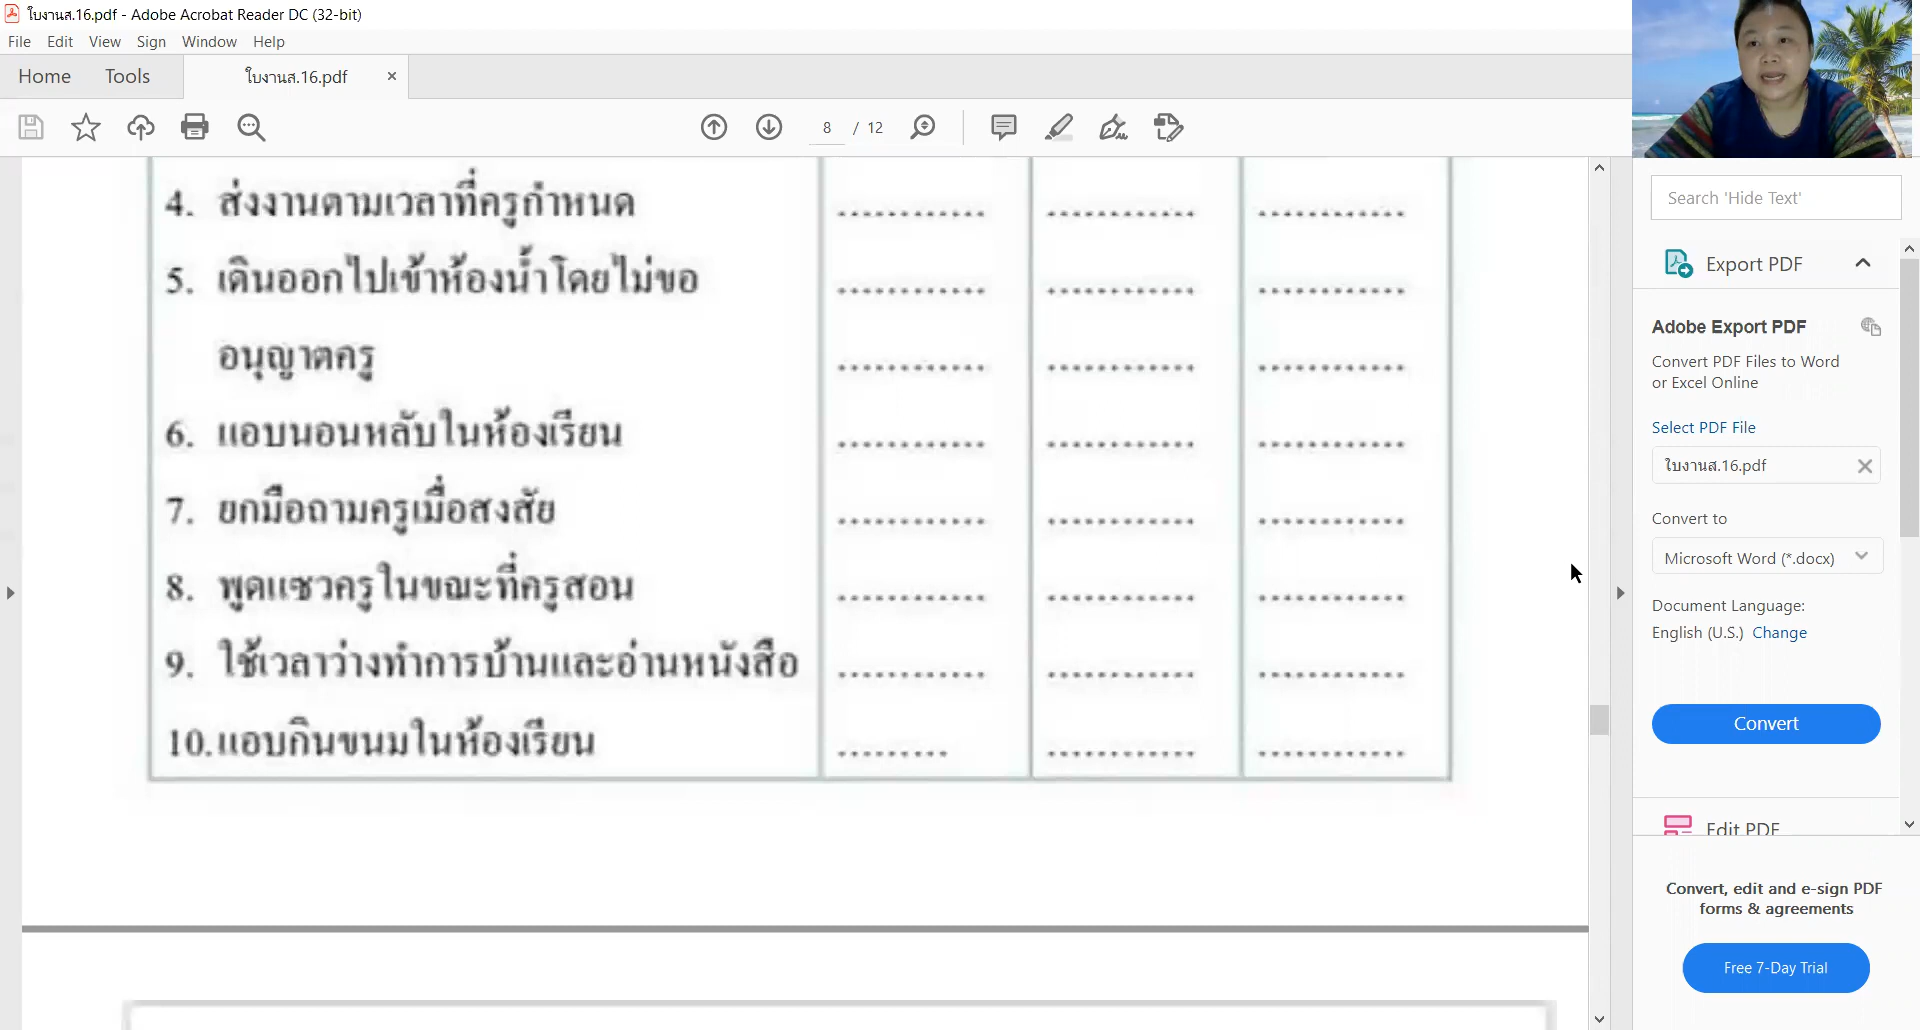 ใบงานส.16.pdf - Adobe Acrobat Reader DC (32-bit)
File Edit View Sign Window Help
Home Tools ใบงานส.16.pdf ×
8 / 12
4. ส่งงานตามเวลาที่ครูกำหนด ............ ............ ............
5. เดินออกไปเข้าห้องน้ำโดยไม่ขอ ............ ............ ............
อนุญาตครู ............ ............ ............
6. แอบนอนหลับในห้องเรียน ............ ............ ............
7. ยกมือถามครูเมื่อสงสัย ............ ............ ............
8. พูดแซวครูในขณะที่ครูสอน ............ ............ ............
9. ใช้เวลาว่างทำการบ้านและอ่านหนังสือ ............ ............ ............
10. แอบกินขนมในห้องเรียน ......... ............ ............
Search 'Hide Text'
Export PDF
Adobe Export PDF
Convert PDF Files to Word
or Excel Online
Select PDF File
ใบงานส.16.pdf
Convert to
Microsoft Word (*.docx)
Document Language:
English (U.S.) Change
Convert
Edit PDF
Convert, edit and e-sign PDF
forms & agreements
Free 7-Day Trial